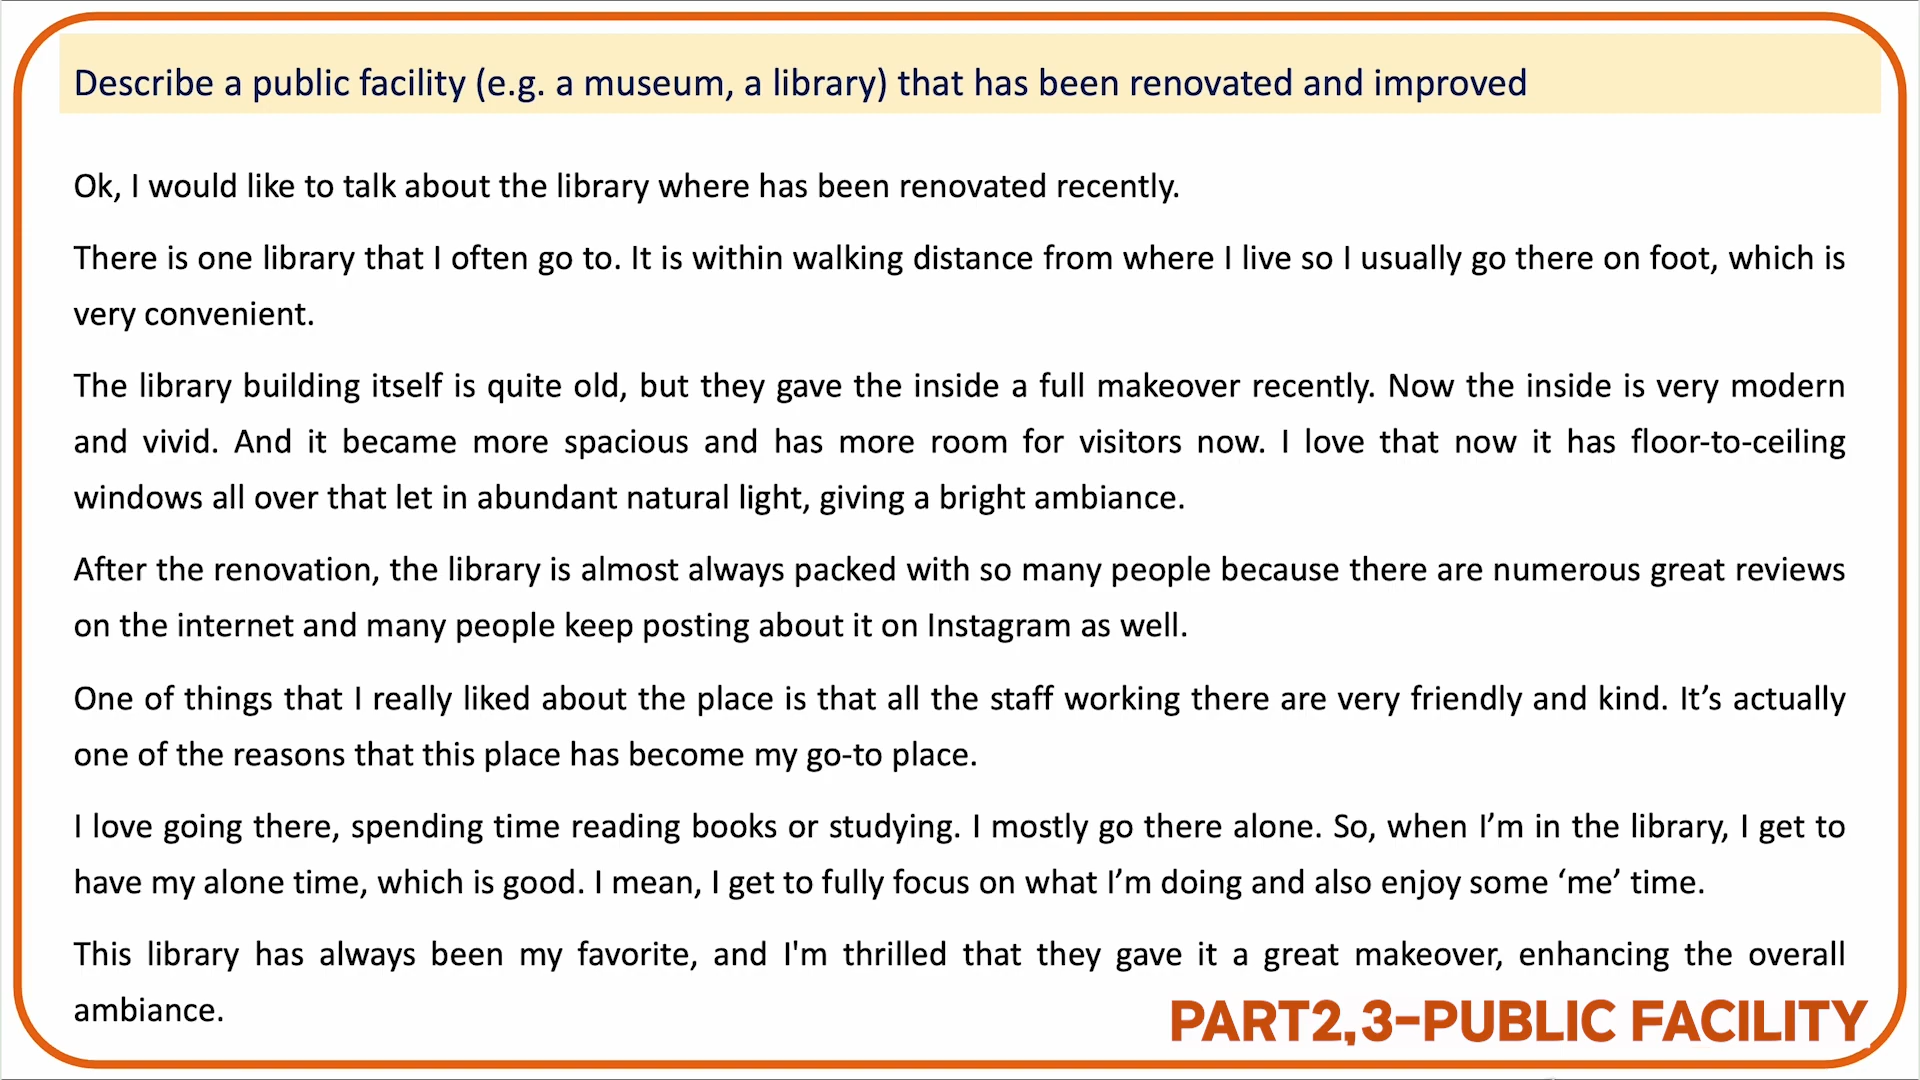 Describe a public facility (e.g. a museum, a library) that has been renovated and improved
Ok, I would like to talk about the library where has been renovated recently.
There is one library that I often go to. It is within walking distance from where I live so I usually go there on foot, which is
very convenient.
The library building itself is quite old, but they gave the inside a full makeover recently. Now the inside is very modern
and vivid. And it became more spacious and has more room for visitors now. I love that now it has floor-to-ceiling
windows all over that let in abundant natural light, giving a bright ambiance.
After the renovation, the library is almost always packed with so many people because there are numerous great reviews
on the internet and many people keep posting about it on Instagram as well.
One of things that I really liked about the place is that all the staff working there are very friendly and kind. It’s actually
one of the reasons that this place has become my go-to place.
I love going there, spending time reading books or studying. I mostly go there alone. So, when I’m in the library, I get to
have my alone time, which is good. I mean, I get to fully focus on what I’m doing and also enjoy some ‘me’ time.
This library has always been my favorite, and I'm thrilled that they gave it a great makeover, enhancing the overall
ambiance.
PART2,3-PUBLIC FACILITY